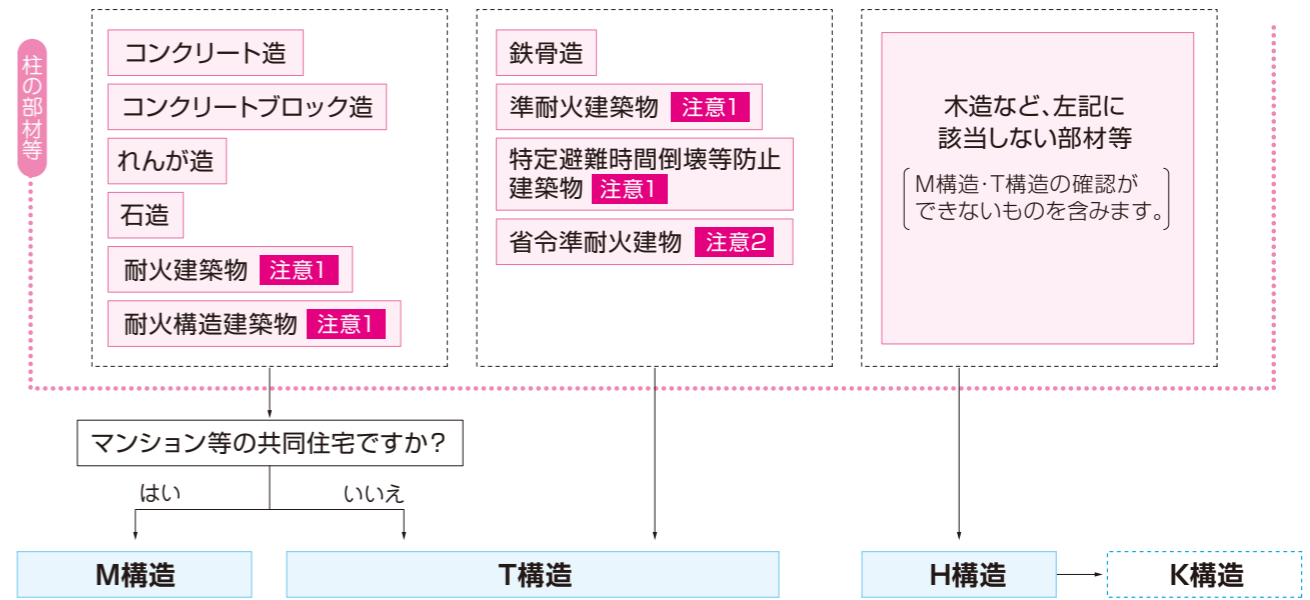 柱の部材等
コンクリート造
コンクリートブロック造
れんが造
石造
耐火建築物 注意1
耐火構造建築物 注意1
鉄骨造
準耐火建築物 注意1
特定避難時間倒壊等防止
建築物 注意1
省令準耐火建物 注意2
木造など、左記に
該当しない部材等
M構造・T構造の確認が
できないものを含みます。
マンション等の共同住宅ですか?
はい
いいえ
M構造
T構造
H構造
K構造